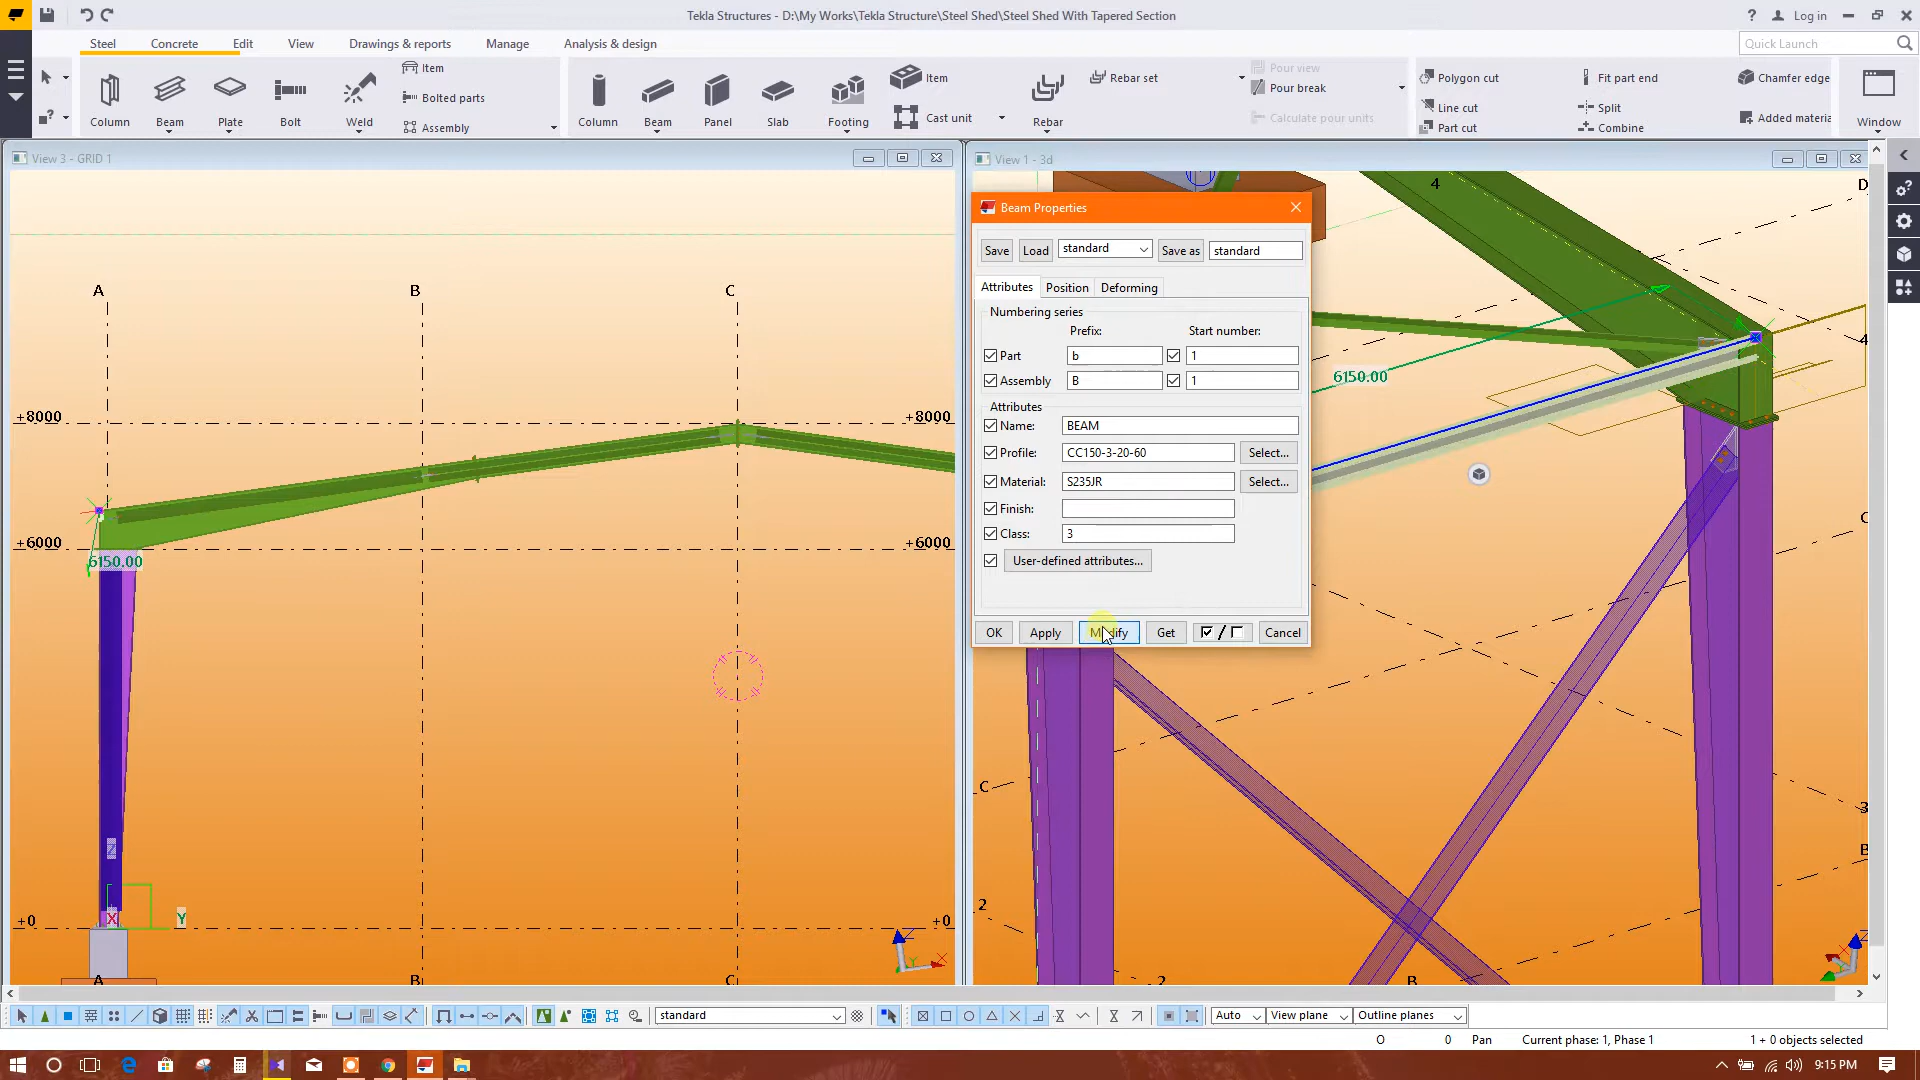 Tekla Structures - D:\My Works\Tekla Structure\Steel Shed\Steel Shed With Tapered Section
? Log in
Steel Concrete Edit View Drawings & reports Manage Analysis & design
Quick Launch
Column Beam Plate Bolt Weld
Item
Bolted parts
Assembly
Column Beam Panel Slab Footing
Item
Cast unit
Rebar
Rebar set
Pour view
Pour break
Calculate pour units
Polygon cut
Line cut
Part cut
Fit part end
Split
Combine
Chamfer edge
Added materia
Window
View 3 - GRID 1
A B C
+8000 +8000
+6000 +6000
6150.00
Z
X Y
+0 +0
A B C
View 1 - 3d
4
D
4
6150.00
C
C
3
B
2
2
B
Beam Properties
Save Load standard Save as standard
Attributes Position Deforming
Numbering series
Prefix: Start number:
Part b 1
Assembly B 1
Attributes
Name: BEAM
Profile: CC150-3-20-60 Select...
Material: S235JR Select...
Finish:
Class: 3
User-defined attributes...
OK Apply Modify Get / Cancel
standard
Auto View plane Outline planes
O 0 Pan Current phase: 1, Phase 1 1 + 0 objects selected
9:15 PM